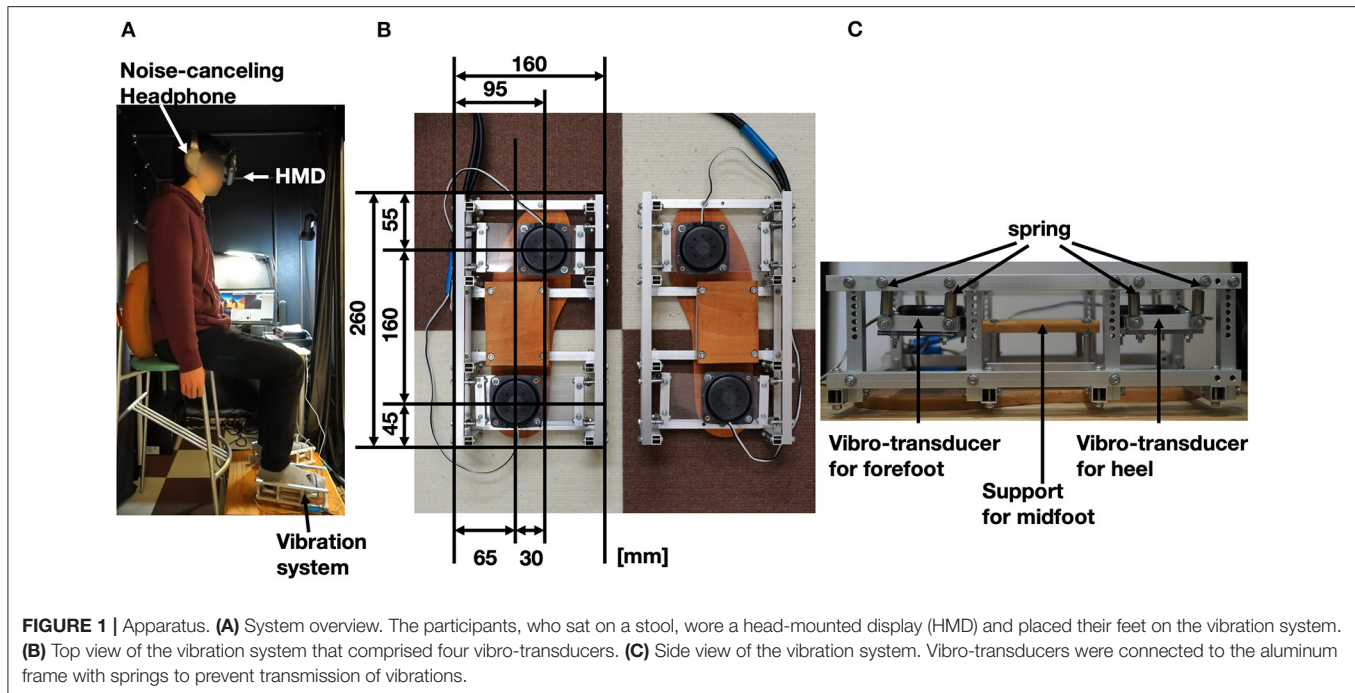 A
B
C
Noise-canceling
Headphone
HMD
Vibration
system
160
95
55
260
160
45
65
30
[mm]
spring
Vibro-transducer
for forefoot
Support
for midfoot
Vibro-transducer
for heel
FIGURE 1 | Apparatus. (A) System overview. The participants, who sat on a stool, wore a head-mounted display (HMD) and placed their feet on the vibration system.
(B) Top view of the vibration system that comprised four vibro-transducers. (C) Side view of the vibration system. Vibro-transducers were connected to the aluminum
frame with springs to prevent transmission of vibrations.